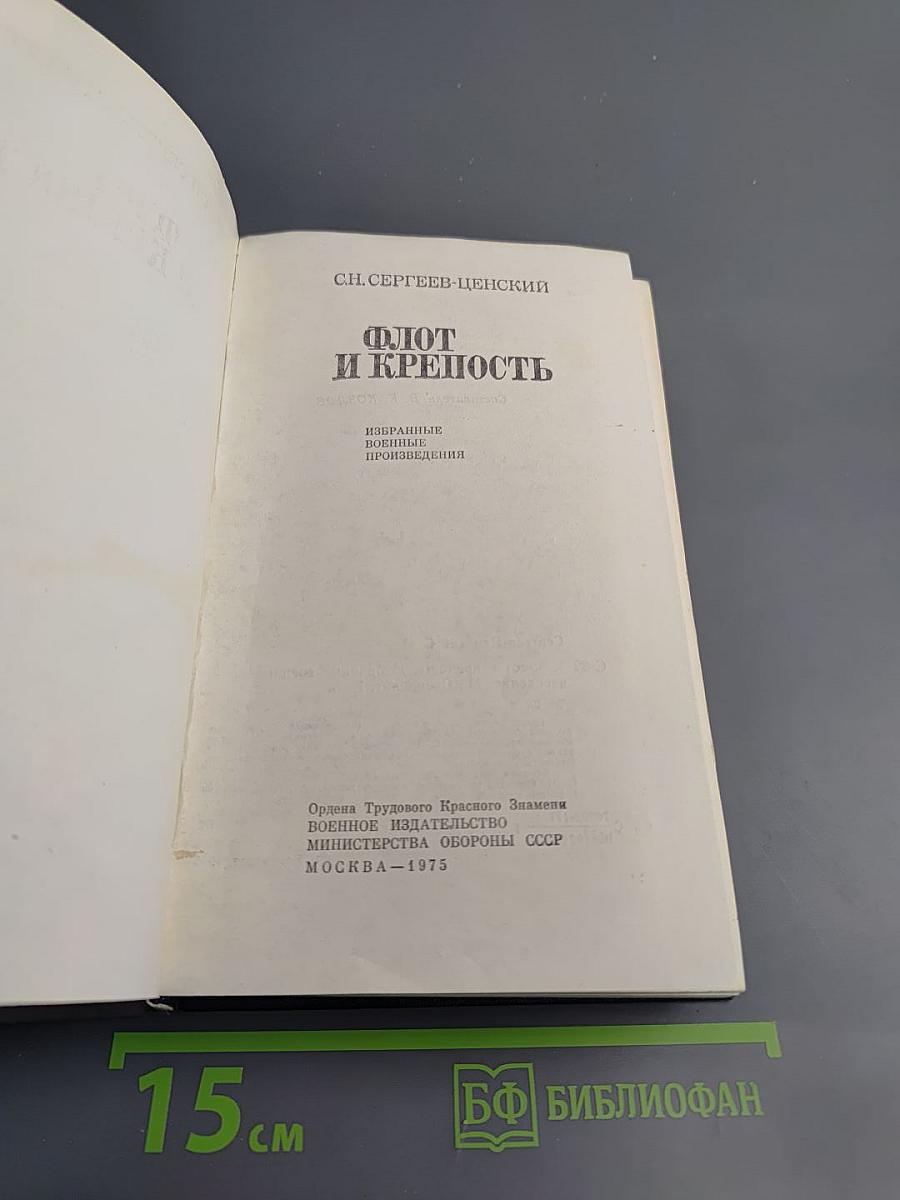 С.Н. СЕРГЕЕВ-ЦЕНСКИЙ
ФЛОТ
И КРЕПОСТЬ
ИЗБРАННЫЕ
ВОЕННЫЕ
ПРОИЗВЕДЕНИЯ
Ордена Трудового Красного Знамени
ВОЕННОЕ ИЗДАТЕЛЬСТВО
МИНИСТЕРСТВА ОБОРОНЫ СССР
МОСКВА—1975
15 СМ
БФ БИБЛИОФАН